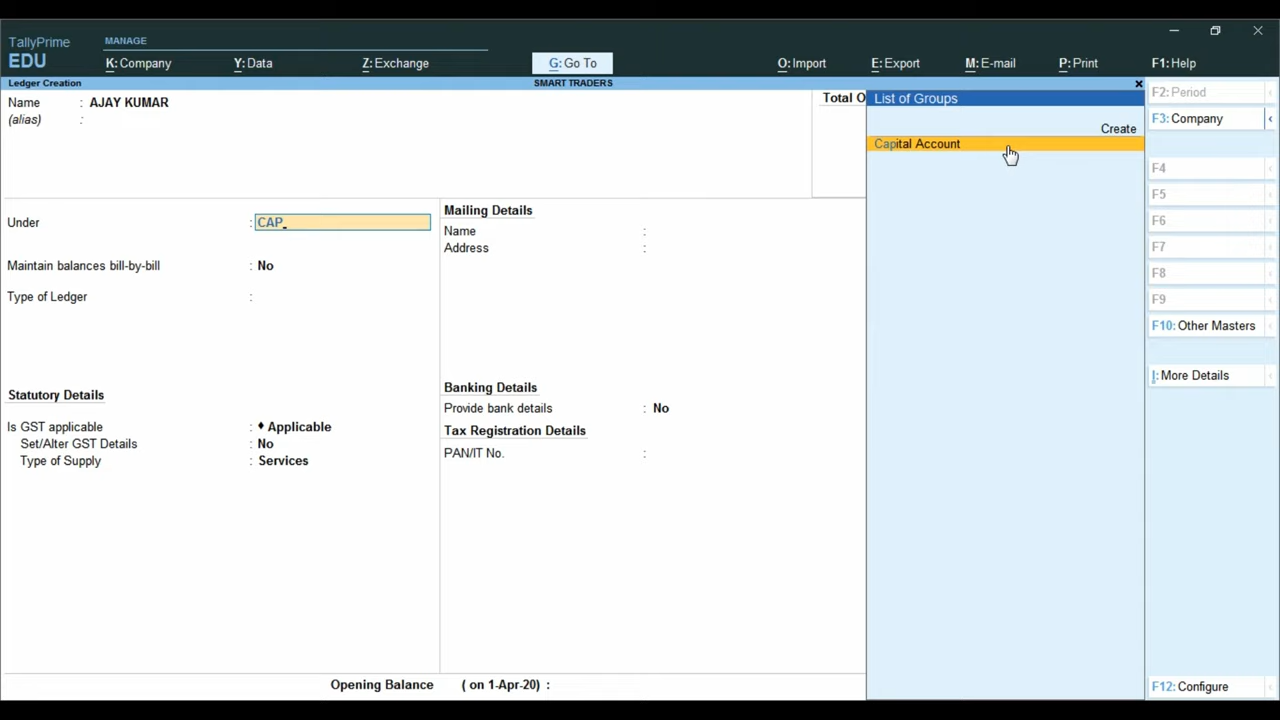 TallyPrime
EDU
MANAGE
K: Company
Y: Data
Z: Exchange
G: Go To
O: Import
E: Export
M: E-mail
P: Print
F1: Help
Ledger Creation
SMART TRADERS
Name : AJAY KUMAR
(alias) :
Total O
Under : CAP
Maintain balances bill-by-bill : No
Type of Ledger :
Statutory Details
Is GST applicable : ♦ Applicable
Set/Alter GST Details : No
Type of Supply : Services
Mailing Details
Name :
Address :
Banking Details
Provide bank details : No
Tax Registration Details
PAN/IT No. :
Opening Balance ( on 1-Apr-20) :
List of Groups
Create
Capital Account
F2: Period
F3: Company
F4
F5
F6
F7
F8
F9
F10: Other Masters
I: More Details
F12: Configure